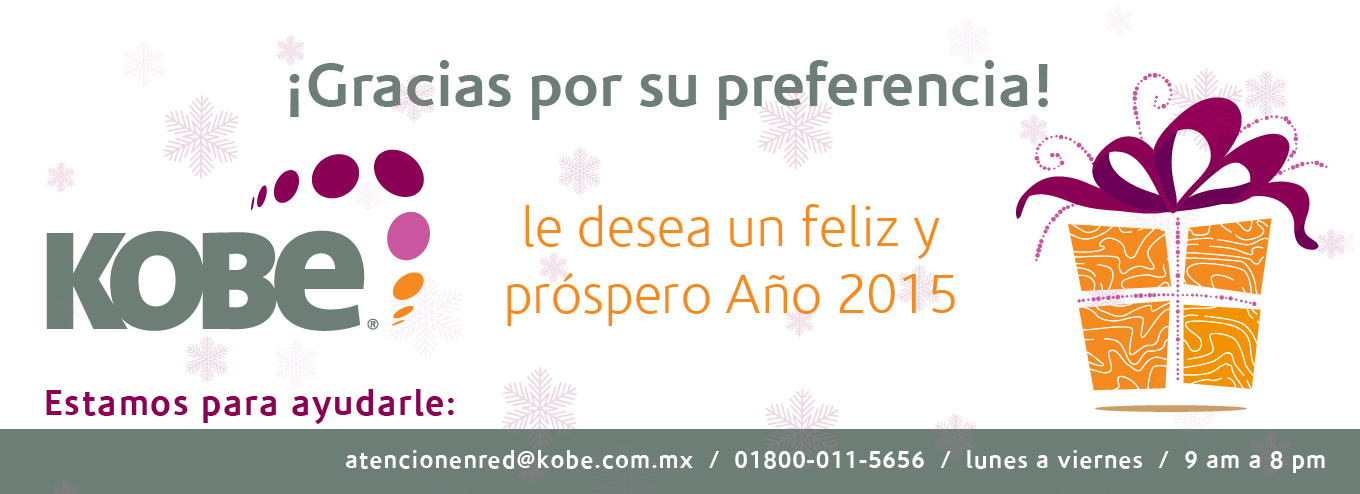 ¡Gracias por su preferencia!
KOBE®
le desea un feliz y
próspero Año 2015
Estamos para ayudarle:
atencionenred@kobe.com.mx / 01800-011-5656 / lunes a viernes / 9 am a 8 pm